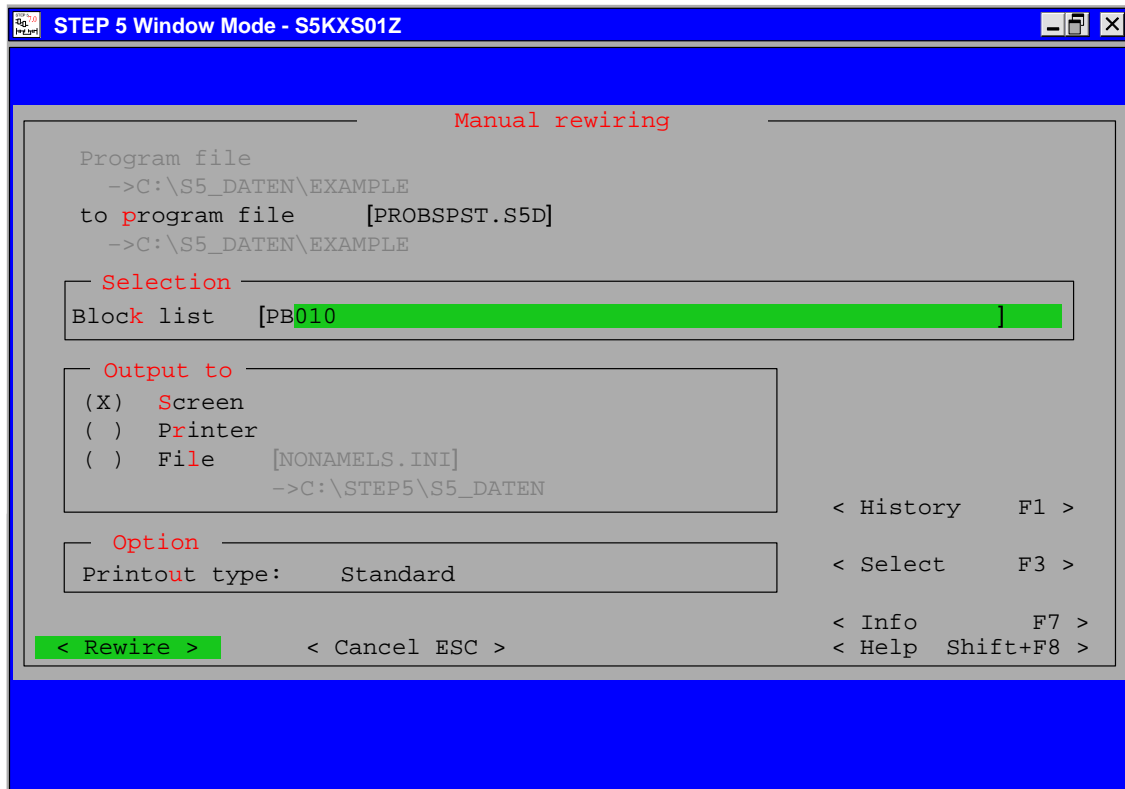 STEP 5 Window Mode - S5KXS01Z
Manual rewiring
Program file
->C:\S5_DATEN\EXAMPLE
to program file [PROBSPST.S5D]
->C:\S5_DATEN\EXAMPLE
Selection
Block list [PB010 ]
Output to
(X) Screen
( ) Printer
( ) File [NONAMELS.INI]
->C:\STEP5\S5_DATEN
< History F1 >
Option
Printout type: Standard
< Select F3 >
< Info F7 >
< Rewire > < Cancel ESC > < Help Shift+F8 >